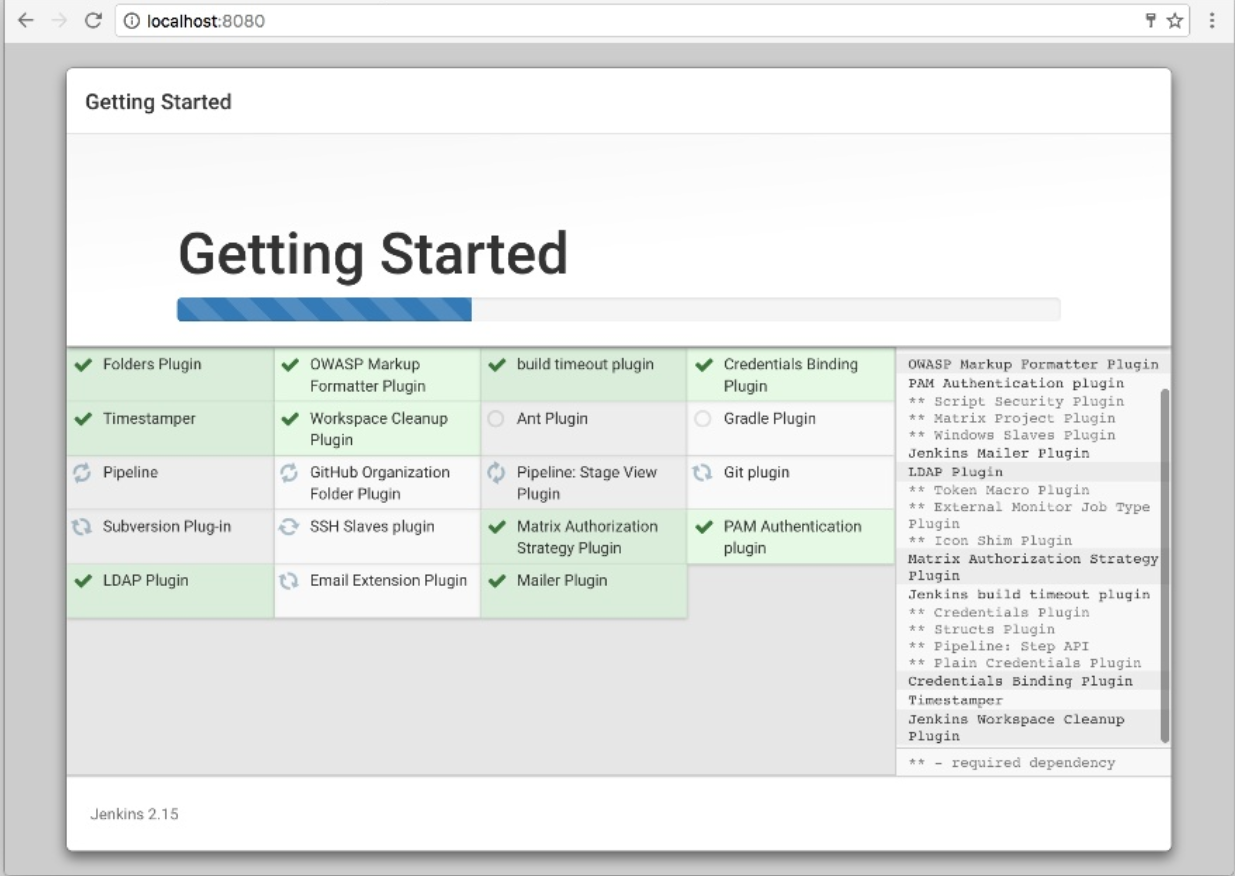 localhost:8080
Getting Started
Getting Started
Folders Plugin
OWASP Markup
Formatter Plugin
build timeout plugin
Credentials Binding
Plugin
Timestamper
Workspace Cleanup
Plugin
Ant Plugin
Gradle Plugin
Pipeline
GitHub Organization
Folder Plugin
Pipeline: Stage View
Plugin
Git plugin
Subversion Plug-in
SSH Slaves plugin
Matrix Authorization
Strategy Plugin
PAM Authentication
plugin
LDAP Plugin
Email Extension Plugin
Mailer Plugin
OWASP Markup Formatter Plugin
PAM Authentication plugin
** Script Security Plugin
** Matrix Project Plugin
** Windows Slaves Plugin
Jenkins Mailer Plugin
LDAP Plugin
** Token Macro Plugin
** External Monitor Job Type
Plugin
** Icon Shim Plugin
Matrix Authorization Strategy
Plugin
Jenkins build timeout plugin
** Credentials Plugin
** Structs Plugin
** Pipeline: Step API
** Plain Credentials Plugin
Credentials Binding Plugin
Timestamper
Jenkins Workspace Cleanup
Plugin
** - required dependency
Jenkins 2.15